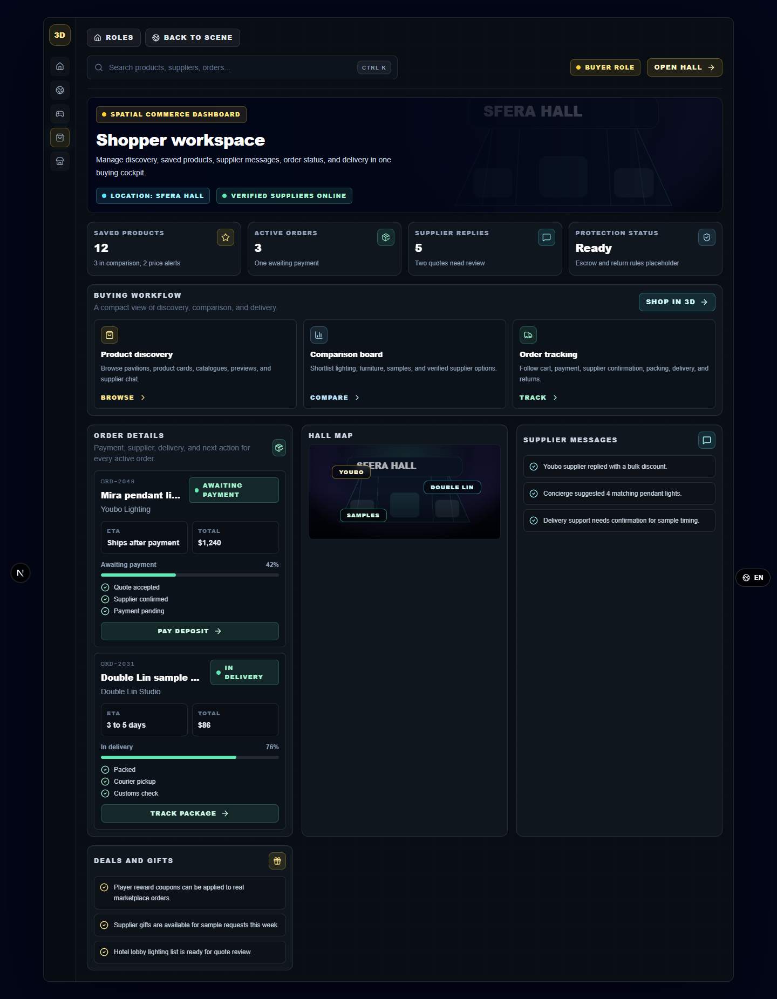 3D
ROLES
BACK TO SCENE
Search products, suppliers, orders...
CTRL K
BUYER ROLE
OPEN HALL
SPATIAL COMMERCE DASHBOARD
SFERA HALL
Shopper workspace
Manage discovery, saved products, supplier messages, order status, and delivery in one
buying cockpit.
LOCATION: SFERA HALL
VERIFIED SUPPLIERS ONLINE
SAVED PRODUCTS
12
3 in comparison, 2 price alerts
ACTIVE ORDERS
3
One awaiting payment
SUPPLIER REPLIES
5
Two quotes need review
PROTECTION STATUS
Ready
Escrow and return rules placeholder
BUYING WORKFLOW
A compact view of discovery, comparison, and delivery.
SHOP IN 3D
Product discovery
Browse pavilions, product cards, catalogues, previews, and
supplier chat.
BROWSE
Comparison board
Shortlist lighting, furniture, samples, and verified supplier options.
COMPARE
Order tracking
Follow cart, payment, supplier confirmation, packing, delivery, and
returns.
TRACK
ORDER DETAILS
Payment, supplier, delivery, and next action for
every active order.
ORD-2048
Mira pendant li...
Youbo Lighting
AWAITING
PAYMENT
ETA
Ships after payment
TOTAL
$1,240
Awaiting payment
42%
Quote accepted
Supplier confirmed
Payment pending
PAY DEPOSIT
ORD-2031
Double Lin sample ...
Double Lin Studio
IN
DELIVERY
ETA
3 to 5 days
TOTAL
$86
In delivery
76%
Packed
Courier pickup
Customs check
TRACK PACKAGE
HALL MAP
SFERA HALL
YOUBO
DOUBLE LIN
SAMPLES
SUPPLIER MESSAGES
Youbo supplier replied with a bulk discount.
Concierge suggested 4 matching pendant lights.
Delivery support needs confirmation for sample timing.
N
EN
DEALS AND GIFTS
Player reward coupons can be applied to real
marketplace orders.
Supplier gifts are available for sample requests this week.
Hotel lobby lighting list is ready for quote review.